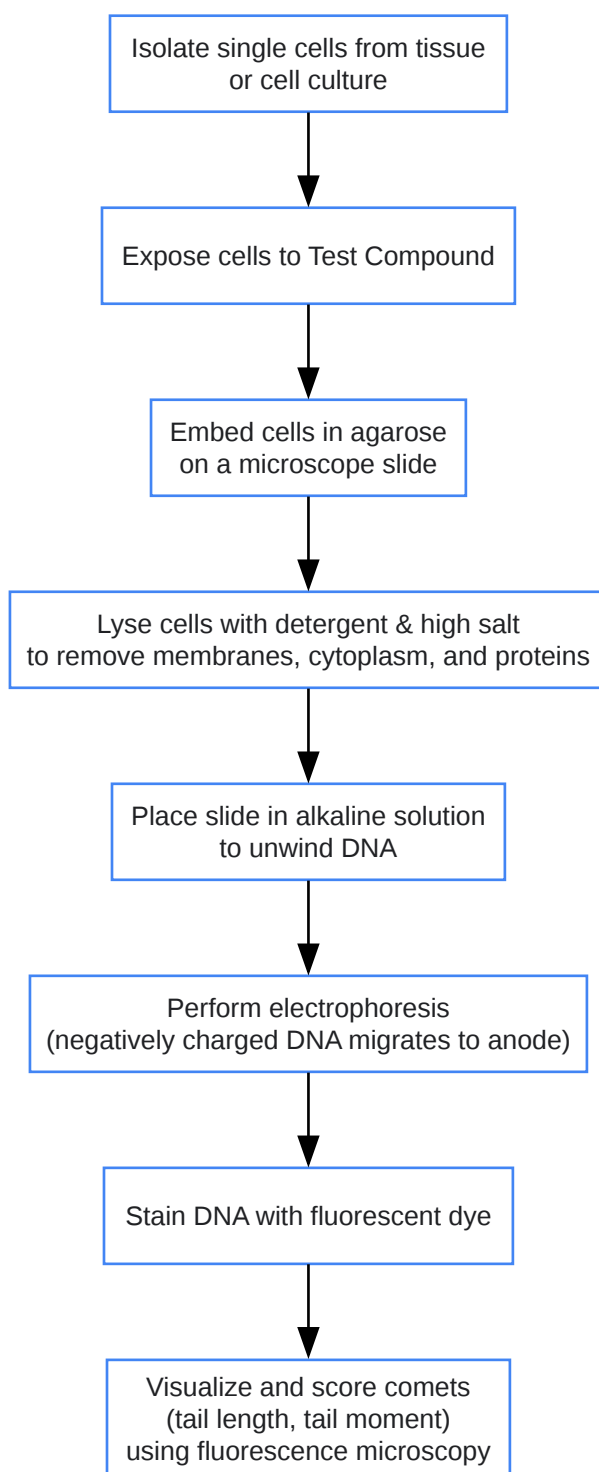 Isolate single cells from tissue
or cell culture
Expose cells to Test Compound
Embed cells in agarose
on a microscope slide
Lyse cells with detergent & high salt
to remove membranes, cytoplasm, and proteins
Place slide in alkaline solution
to unwind DNA
Perform electrophoresis
(negatively charged DNA migrates to anode)
Stain DNA with fluorescent dye
Visualize and score comets
(tail length, tail moment)
using fluorescence microscopy